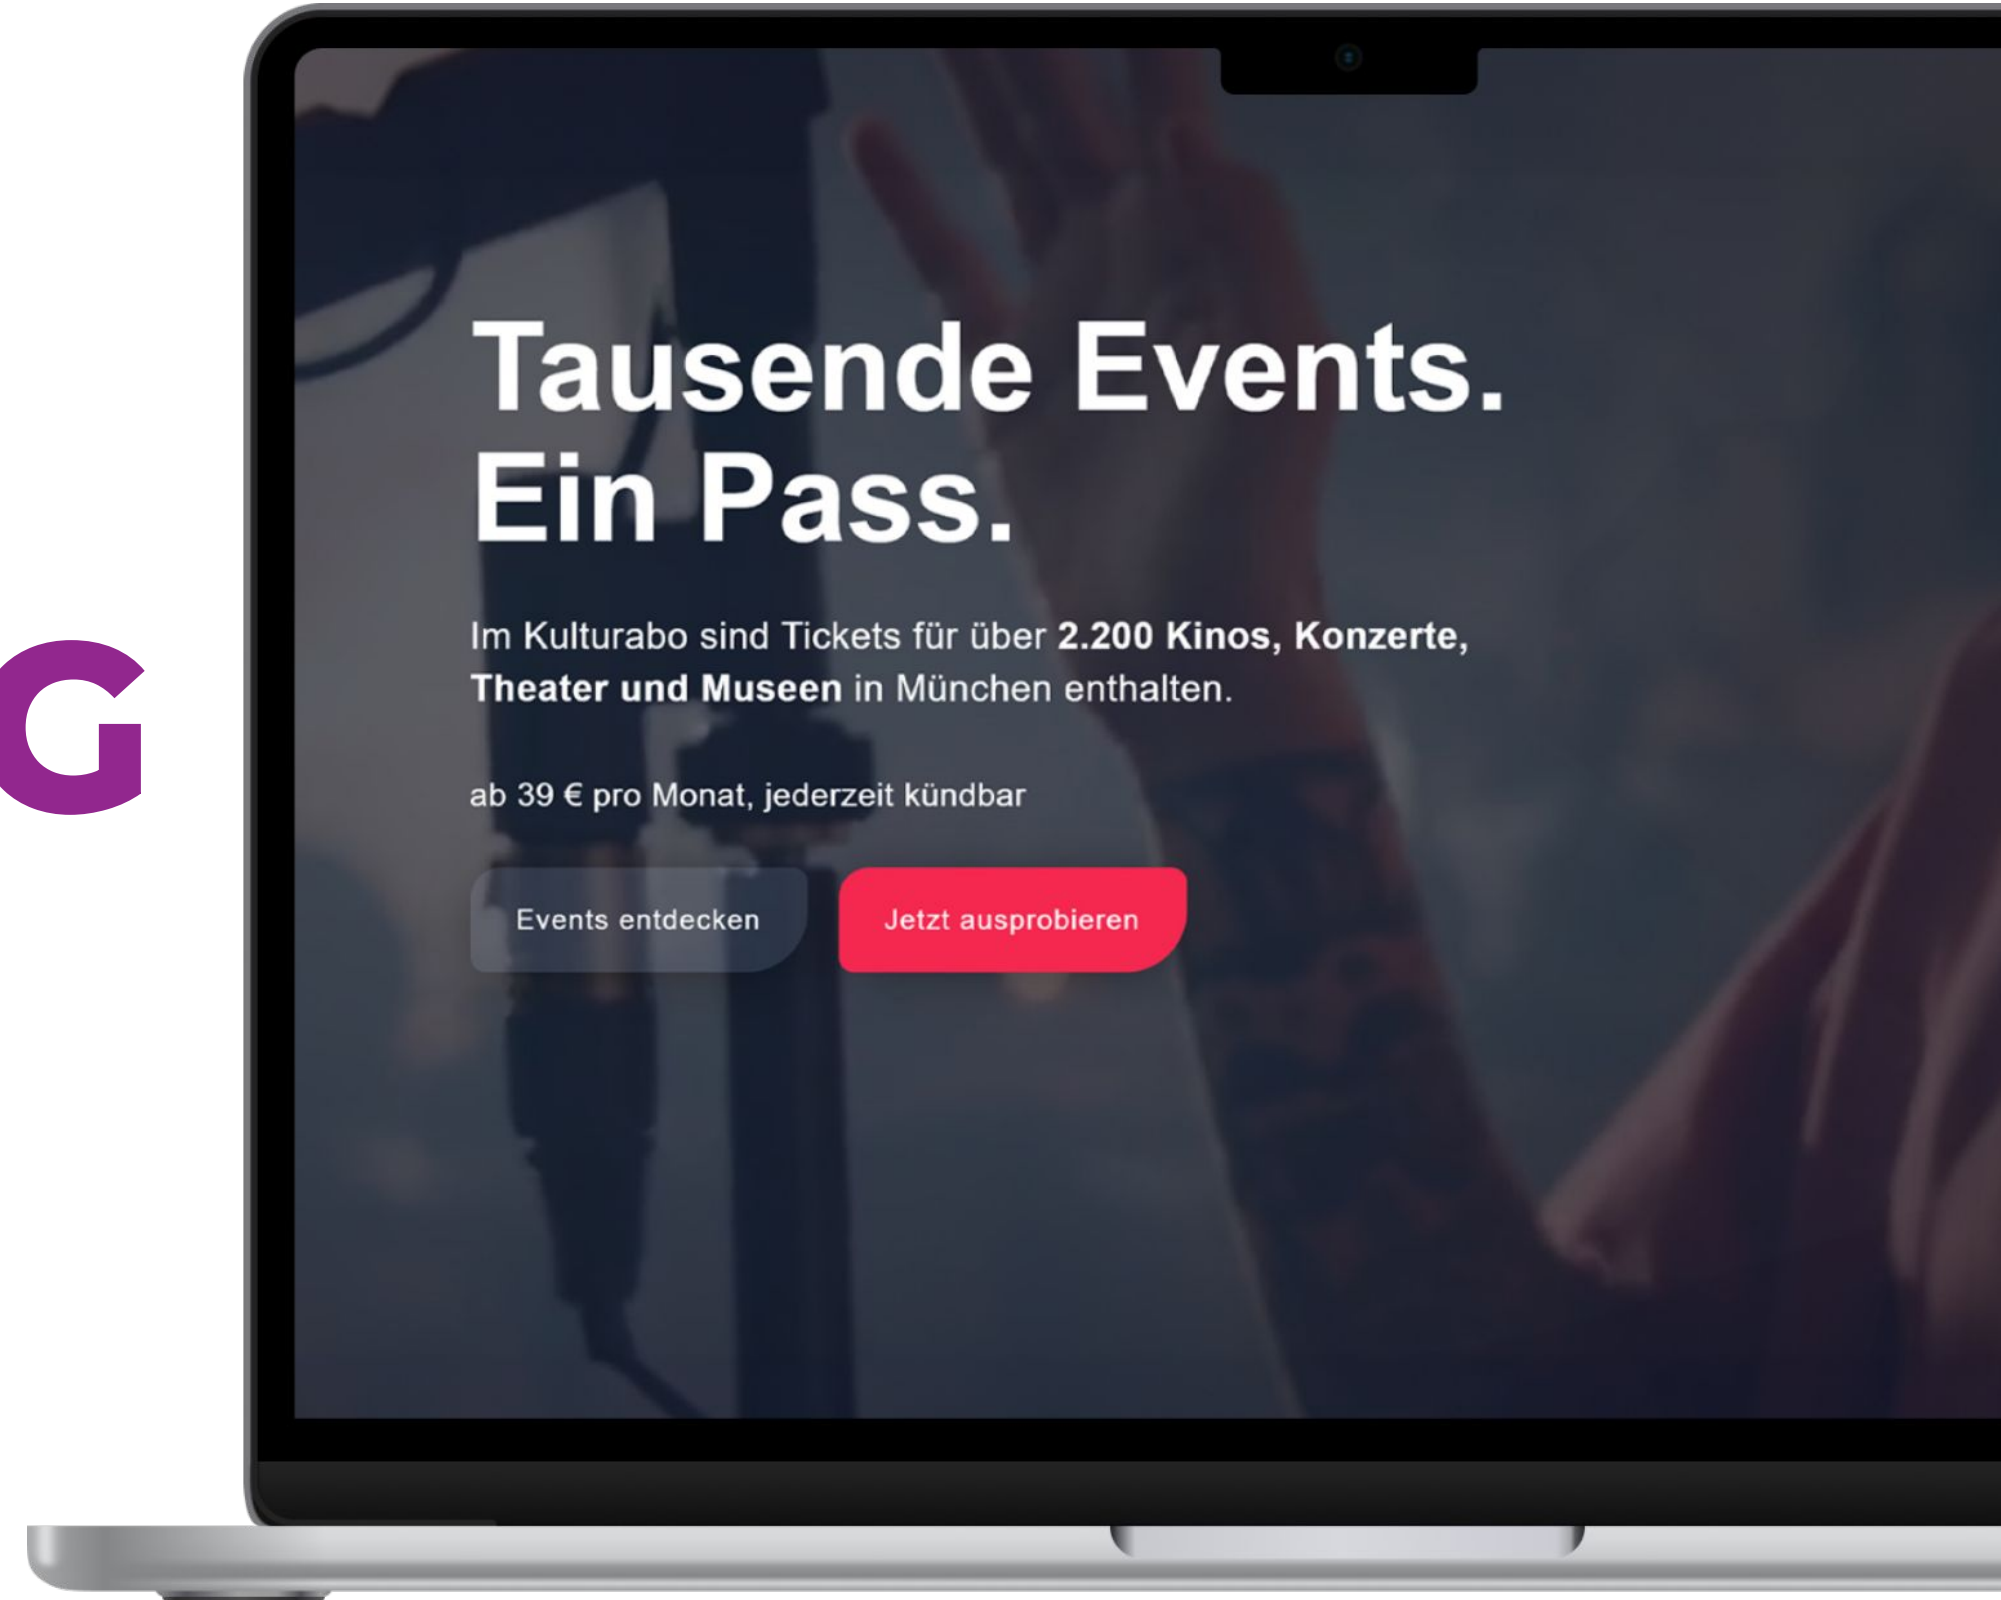 G
Tausende Events.
Ein Pass.
Im Kulturabo sind Tickets für über 2.200 Kinos, Konzerte,
Theater und Museen in München enthalten.
ab 39 € pro Monat, jederzeit kündbar
Events entdecken
Jetzt ausprobieren